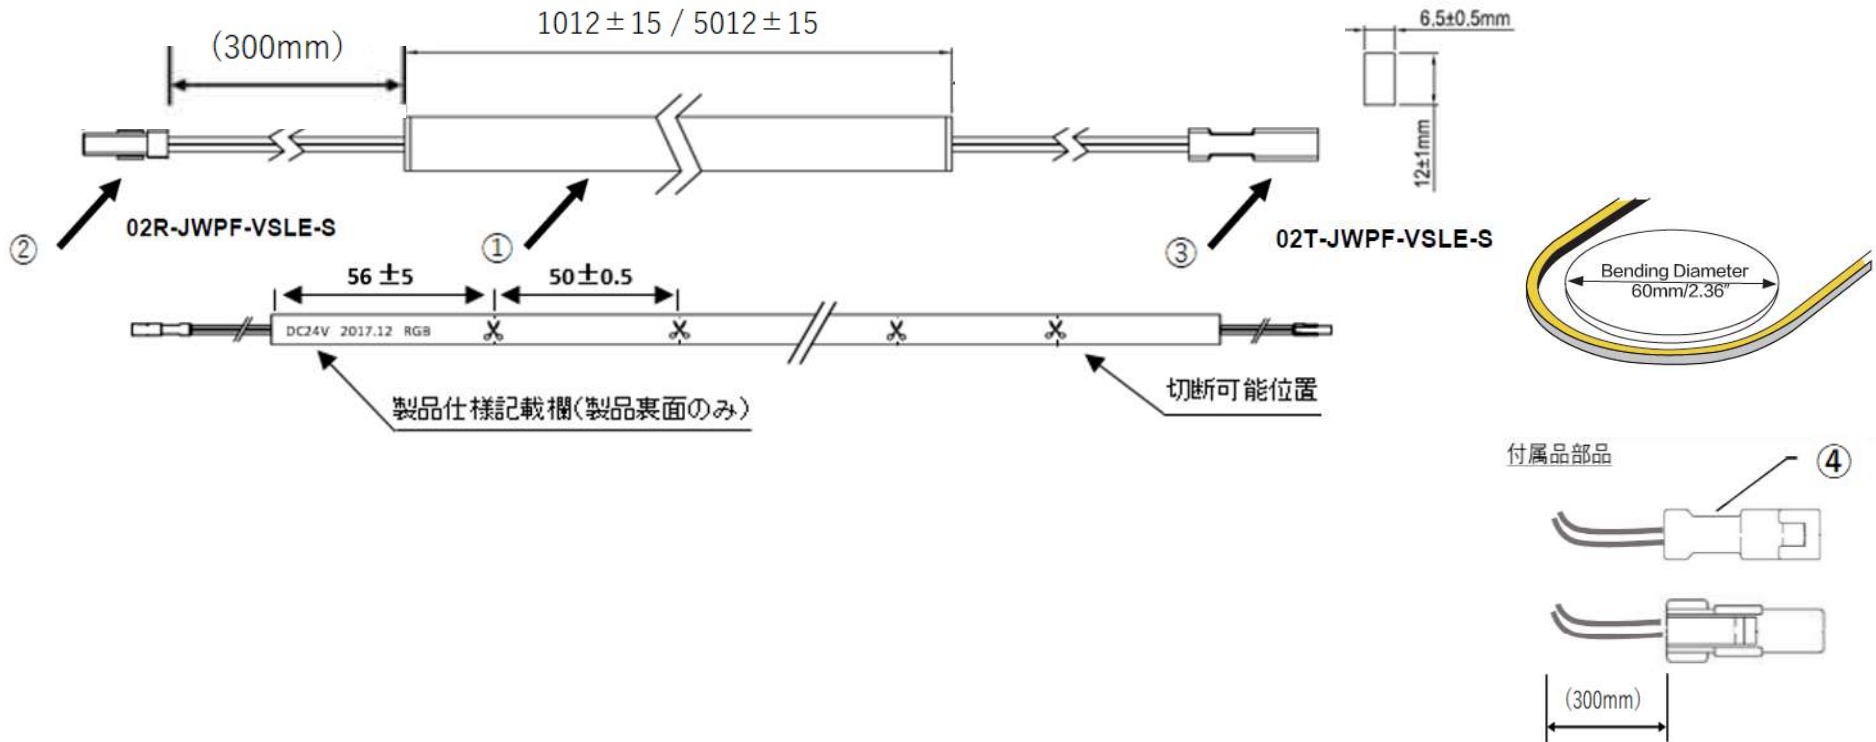 1012±15 / 5012±15
(300mm)
6.5±0.5mm
12±1mm
02R-JWPF-VSLE-S
②
①
③
02T-JWPF-VSLE-S
Bending Diameter
60mm/2.36"
56 ±5
50±0.5
DC24V 2017.12 RGB
製品仕様記載欄(製品裏面のみ)
切断可能位置
付属品部品
④
(300mm)